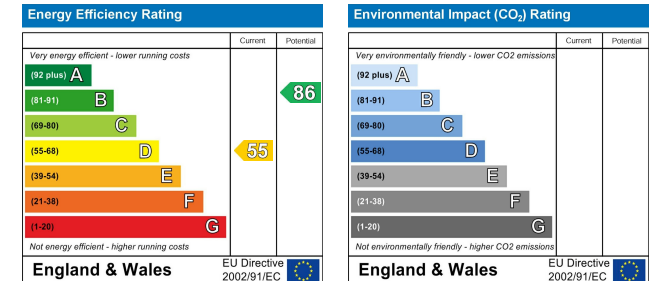 Energy Efficiency Rating
Current Potential
Very energy efficient - lower running costs
(92 plus) A
(81-91) B
(69-80) C
(55-68) D
(39-54) E
(21-38) F
(1-20) G
86
55
Not energy efficient - higher running costs
England & Wales
EU Directive
2002/91/EC
Environmental Impact (CO₂) Rating
Current Potential
Very environmentally friendly - lower CO2 emissions
(92 plus) A
(81-91) B
(69-80) C
(55-68) D
(39-54) E
(21-38) F
(1-20) G
Not environmentally friendly - higher CO2 emissions
England & Wales
EU Directive
2002/91/EC